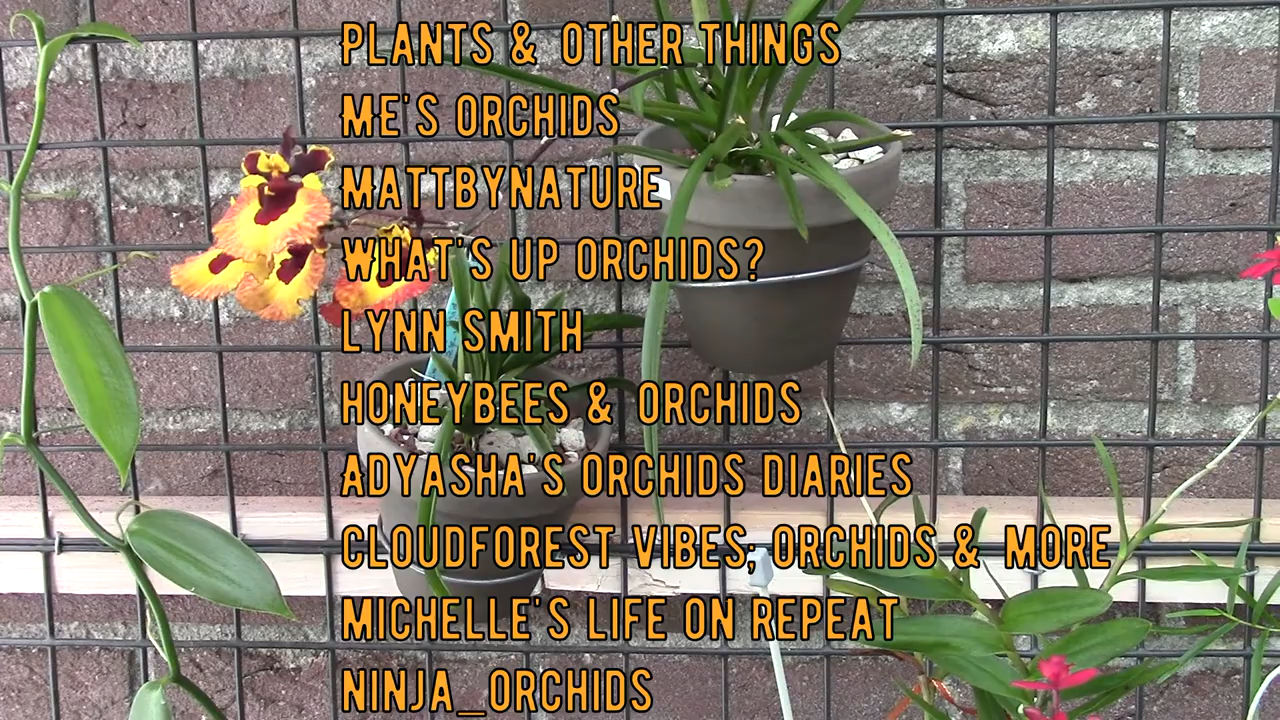 PLANTS & OTHER THINGS
ME'S ORCHIDS
MATTBYNATURE
WHAT'S UP ORCHIDS?
LYNN SMITH
HONEYBEES & ORCHIDS
ADYASHA'S ORCHIDS DIARIES
CLOUDFOREST VIBES; ORCHIDS & MORE
MICHELLE'S LIFE ON REPEAT
NINJA_ORCHIDS